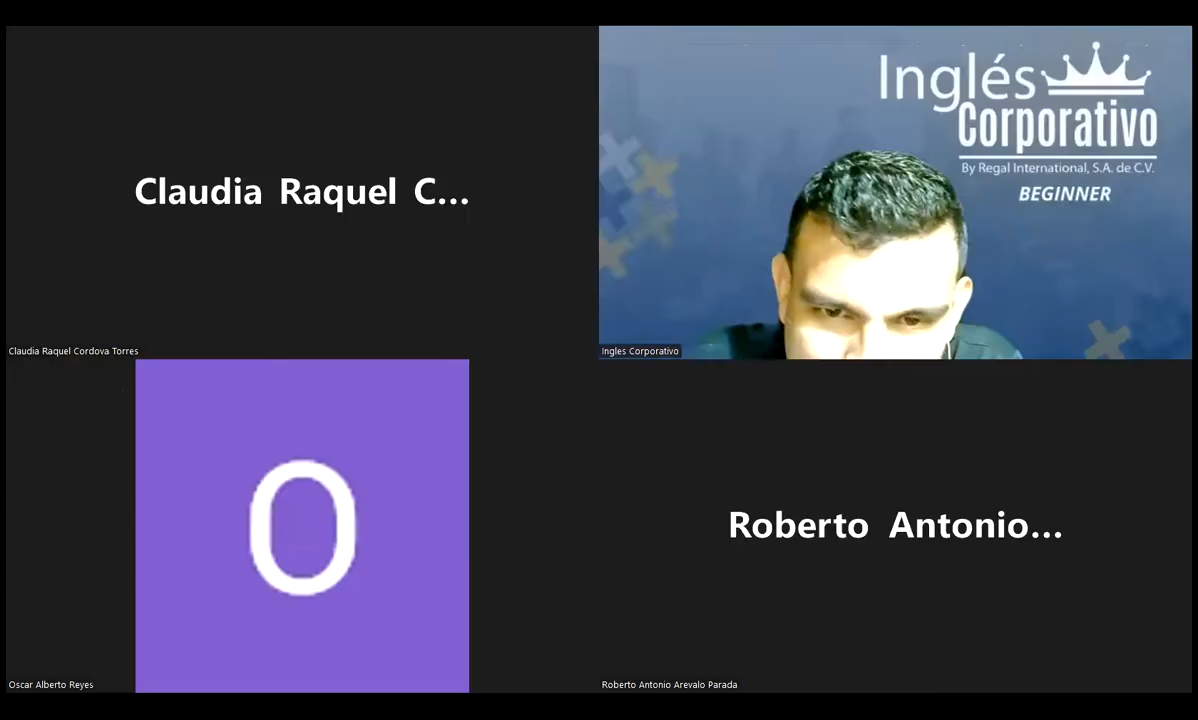 Claudia Raquel C...
Claudia Raquel Cordova Torres
Inglés
Corporativo
By Regal International, S.A. de C.V.
BEGINNER
Ingles Corporativo
O
Oscar Alberto Reyes
Roberto Antonio...
Roberto Antonio Arevalo Parada